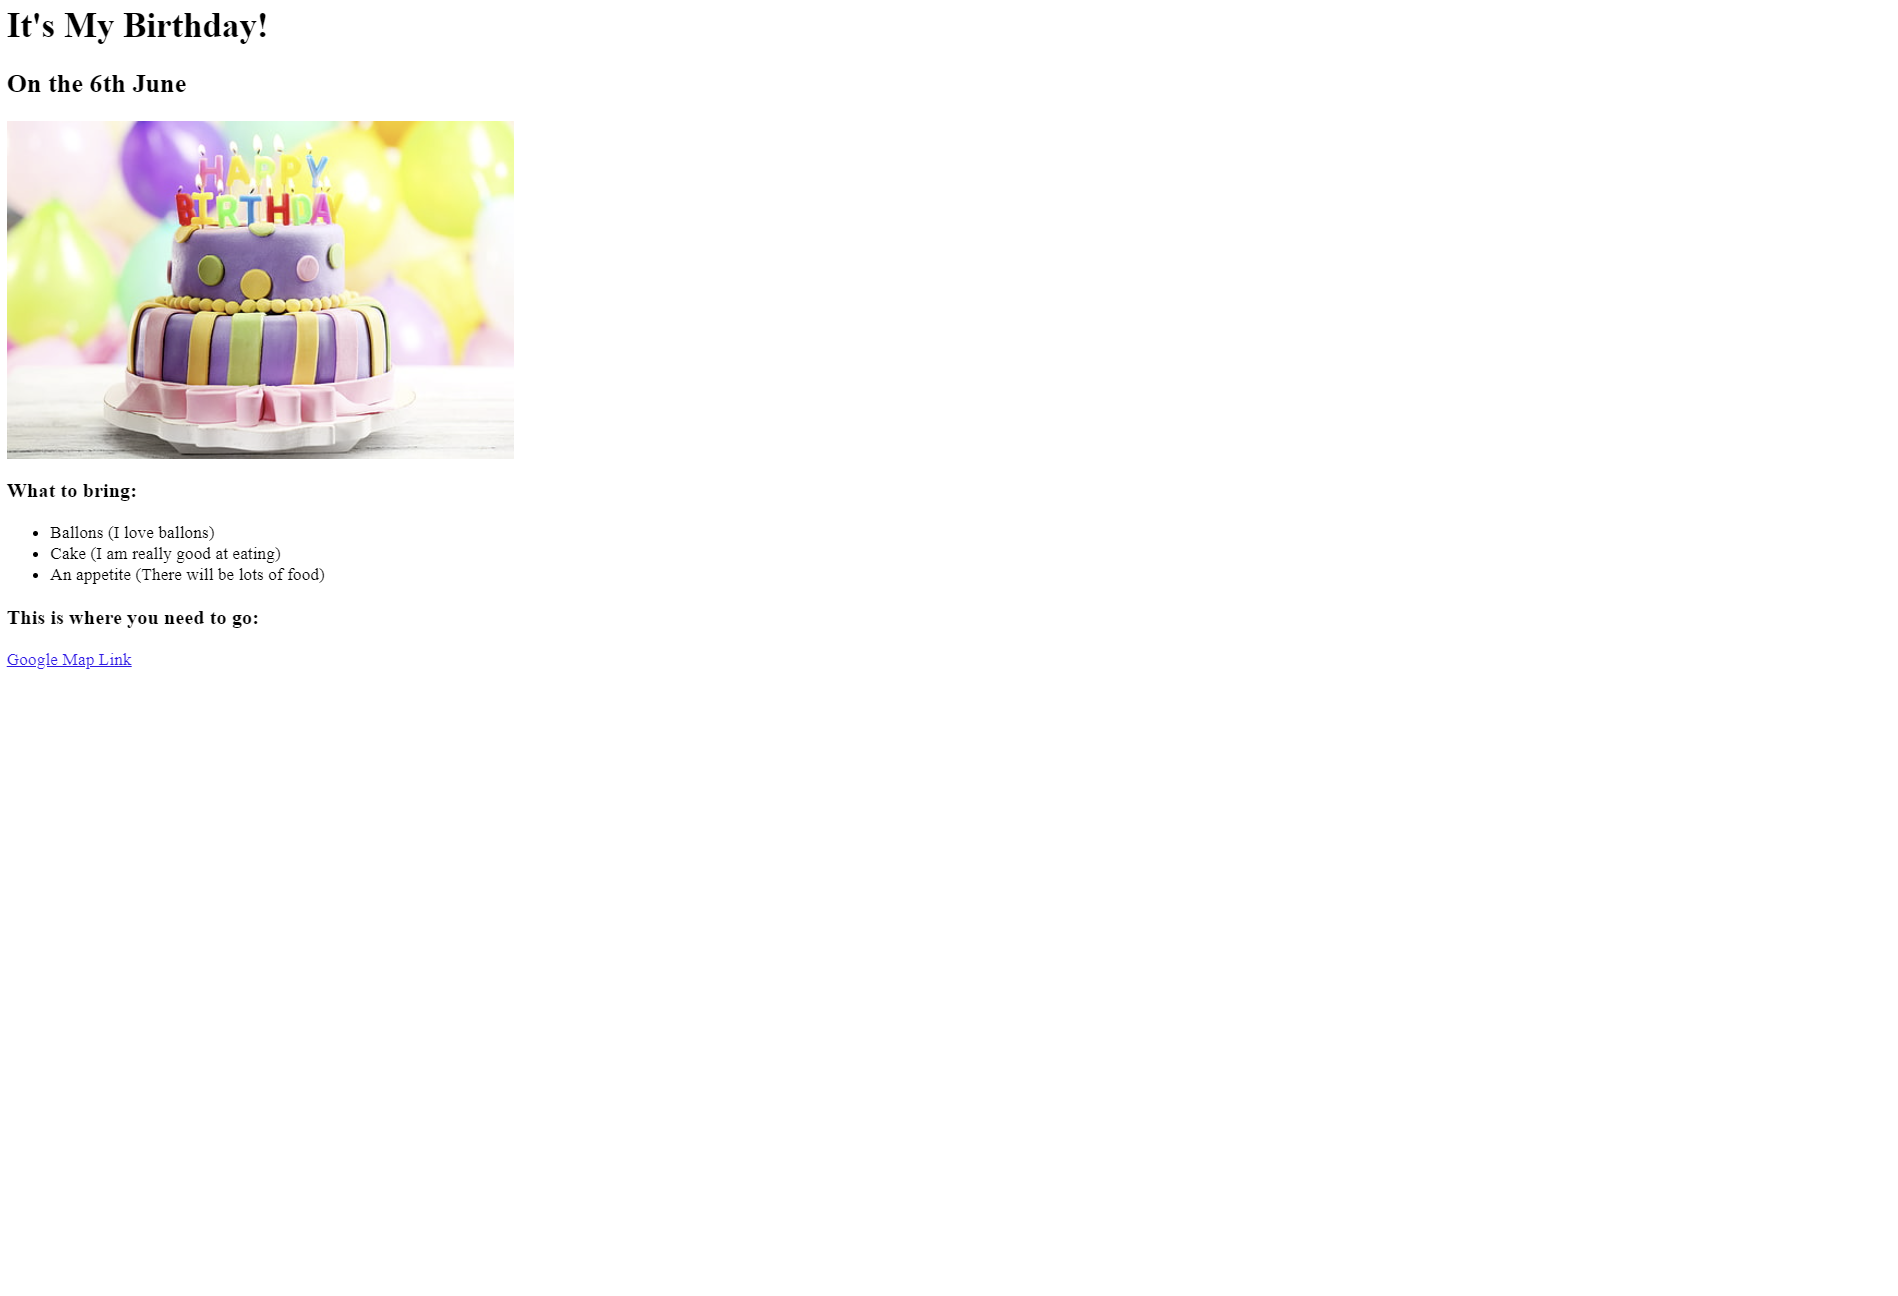 It's My Birthday!
On the 6th June
HAPPY
BIRTHDAY
What to bring:
Ballons (I love ballons)
Cake (I am really good at eating)
An appetite (There will be lots of food)
This is where you need to go:
Google Map Link